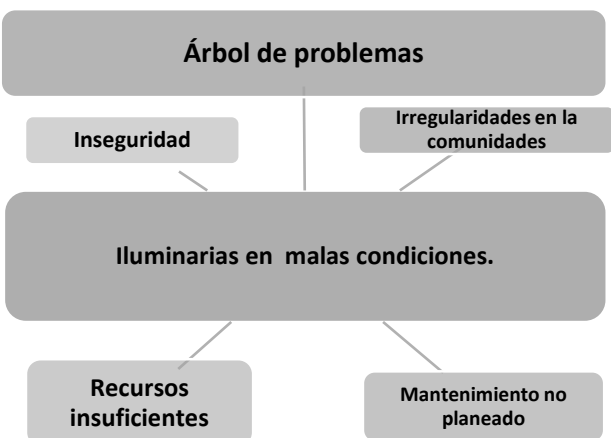 Árbol de problemas
Inseguridad
Irregularidades en la
comunidades
Iluminarias en malas condiciones.
Recursos
insuficientes
Mantenimiento no
planeado